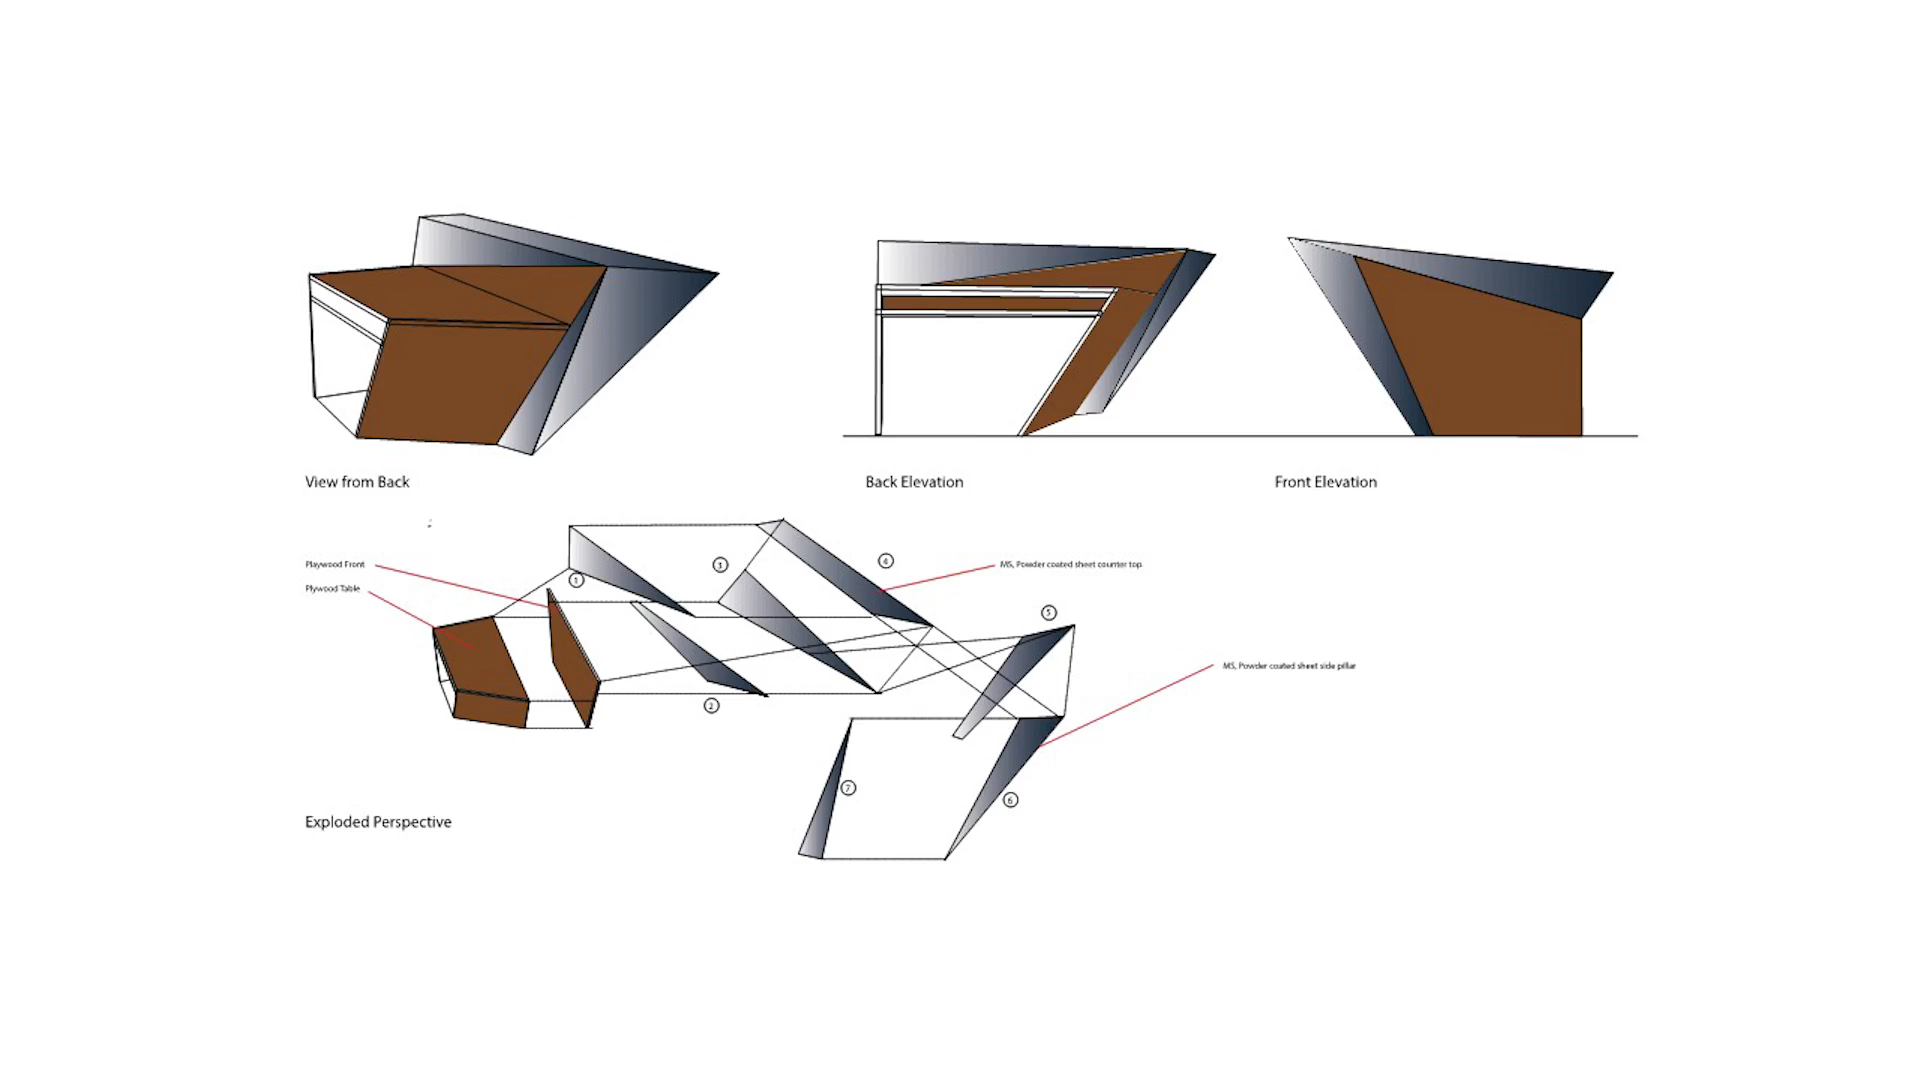 View from Back
Back Elevation
Front Elevation
Playwood Front
Plywood Table
1
3
4
MS, Powder coated sheet counter top
5
MS, Powder coated sheet side pillar
2
7
6
Exploded Perspective